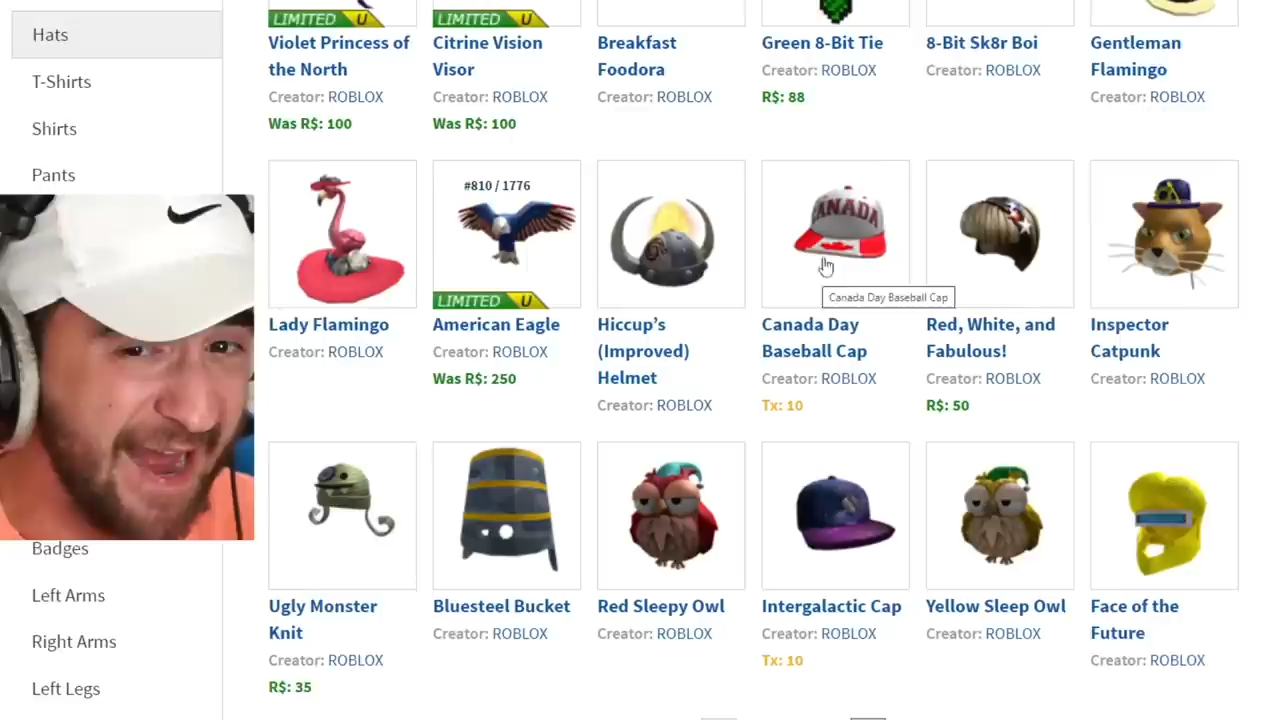 Hats
T-Shirts
Shirts
Pants
Badges
Left Arms
Right Arms
Left Legs
LIMITED U
Violet Princess of
the North
Creator: ROBLOX
Was R$: 100
LIMITED U
Citrine Vision
Visor
Creator: ROBLOX
Was R$: 100
Breakfast
Foodora
Creator: ROBLOX
Green 8-Bit Tie
Creator: ROBLOX
R$: 88
8-Bit Sk8r Boi
Creator: ROBLOX
Gentleman
Flamingo
Creator: ROBLOX
Lady Flamingo
Creator: ROBLOX
#810 / 1776
LIMITED U
American Eagle
Creator: ROBLOX
Was R$: 250
Hiccup’s
(Improved)
Helmet
Creator: ROBLOX
CANADA
Canada Day Baseball Cap
Canada Day
Baseball Cap
Creator: ROBLOX
Tx: 10
Red, White, and
Fabulous!
Creator: ROBLOX
R$: 50
Inspector
Catpunk
Creator: ROBLOX
Ugly Monster
Knit
Creator: ROBLOX
R$: 35
Bluesteel Bucket
Creator: ROBLOX
Red Sleepy Owl
Creator: ROBLOX
Intergalactic Cap
Creator: ROBLOX
Tx: 10
Yellow Sleep Owl
Creator: ROBLOX
Face of the
Future
Creator: ROBLOX